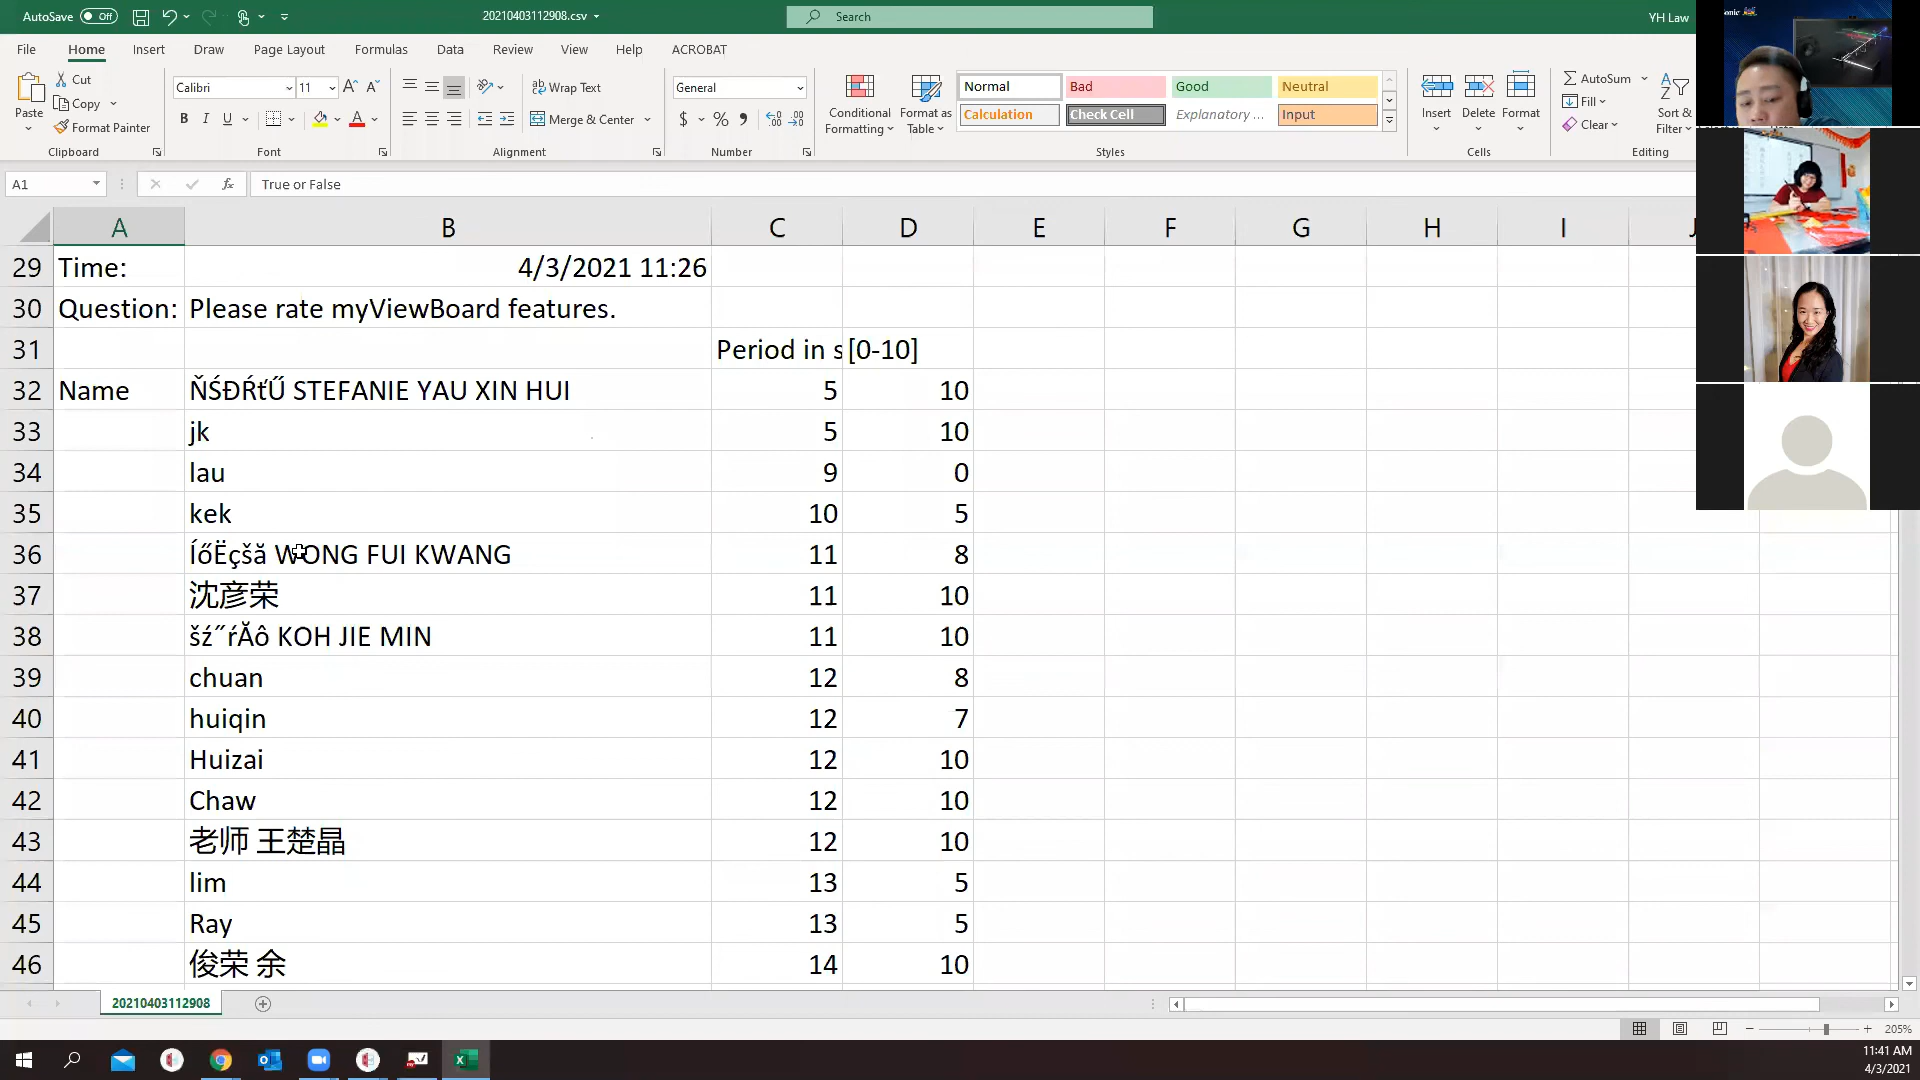 AutoSave Off 20210403112908.csv Search YH Law
File Home Insert Draw Page Layout Formulas Data Review View Help ACROBAT
Paste Cut Copy Format Painter Clipboard
Calibri 11 B I U A Font
Wrap Text Merge & Center Alignment
General $ % Number
Conditional Formatting Format as Table
Normal Bad Good Neutral
Calculation Check Cell Explanatory ... Input
Styles
Insert Delete Format Cells
AutoSum Fill Clear Sort & Filter Editing
A1 fx True or False
A B C D E F G H I J
29 Time: 4/3/2021 11:26
30 Question: Please rate myViewBoard features.
31 Period in s [0-10]
32 Name ŇŚĐŔťŰ STEFANIE YAU XIN HUI 5 10
33 jk 5 10
34 lau 9 0
35 kek 10 5
36 ÍőËçšă WONG FUI KWANG 11 8
37 沈彦荣 11 10
38 šź˝ŕĂô KOH JIE MIN 11 10
39 chuan 12 8
40 huiqin 12 7
41 Huizai 12 10
42 Chaw 12 10
43 老师 王楚晶 12 10
44 lim 13 5
45 Ray 13 5
46 俊荣 余 14 10
20210403112908
205%
11:41 AM
4/3/2021